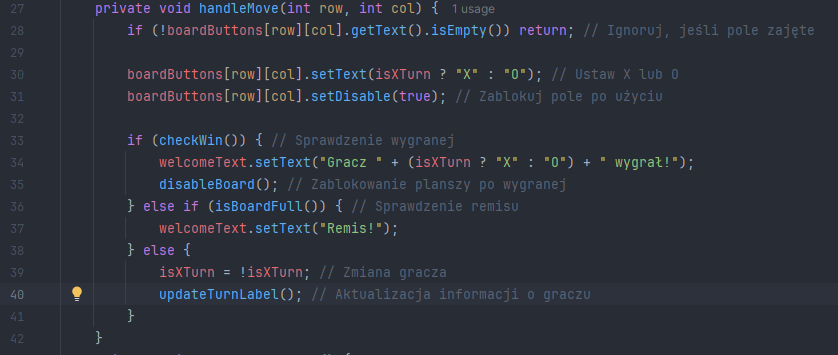 27 private void handleMove(int row, int col) { 1 usage
28 if (!boardButtons[row][col].getText().isEmpty()) return; // Ignoruj, jeśli pole zajęte
29
30 boardButtons[row][col].setText(isXTurn ? "X" : "O"); // Ustaw X lub O
31 boardButtons[row][col].setDisable(true); // Zablokuj pole po użyciu
32
33 if (checkWin()) { // Sprawdzenie wygranej
34 welcomeText.setText("Gracz " + (isXTurn ? "X" : "O") + " wygrał!");
35 disableBoard(); // Zablokowanie planszy po wygranej
36 } else if (isBoardFull()) { // Sprawdzenie remisu
37 welcomeText.setText("Remis!");
38 } else {
39 isXTurn = !isXTurn; // Zmiana gracza
40 updateTurnLabel(); // Aktualizacja informacji o graczu
41 }
42 }